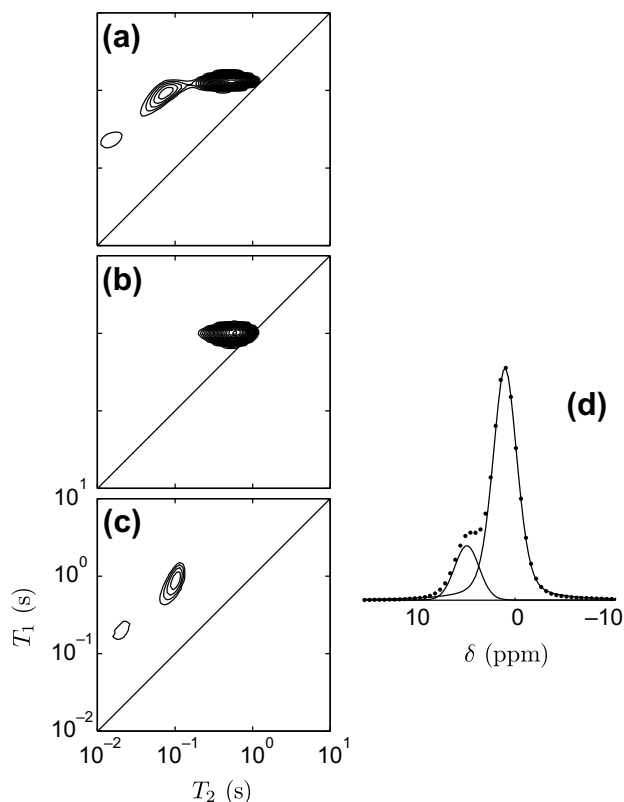 (a)
(b)
(c)
10^1
10^0
10^{-1}
10^{-2}
T_1 (s)
10^{-2} 10^{-1} 10^0 10^1
T_2 (s)
(d)
10 0 −10
δ (ppm)